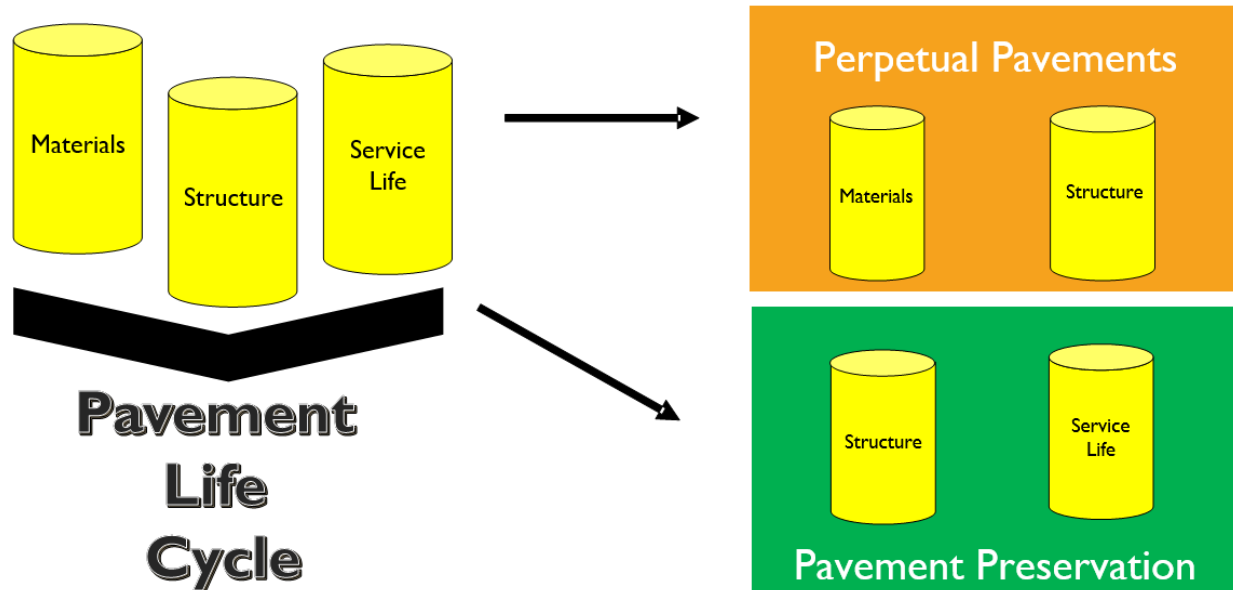 Materials
Structure
Service
Life
Pavement
Life
Cycle
Perpetual Pavements
Materials
Structure
Structure
Service
Life
Pavement Preservation